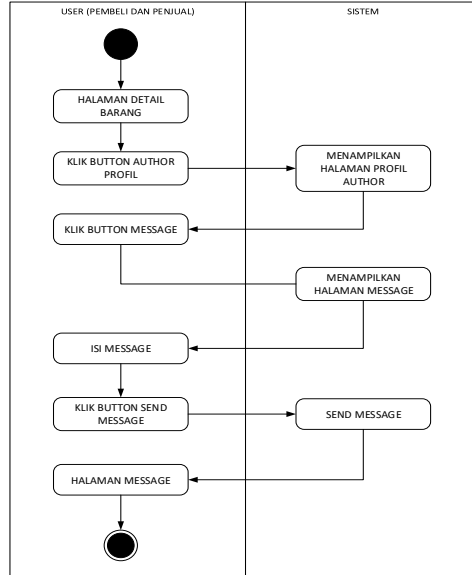 USER (PEMBELI DAN PENJUAL)
SISTEM
HALAMAN DETAIL
BARANG
KLIK BUTTON AUTHOR
PROFIL
MENAMPILKAN
HALAMAN PROFIL
AUTHOR
KLIK BUTTON MESSAGE
MENAMPILKAN
HALAMAN MESSAGE
ISI MESSAGE
KLIK BUTTON SEND
MESSAGE
SEND MESSAGE
HALAMAN MESSAGE